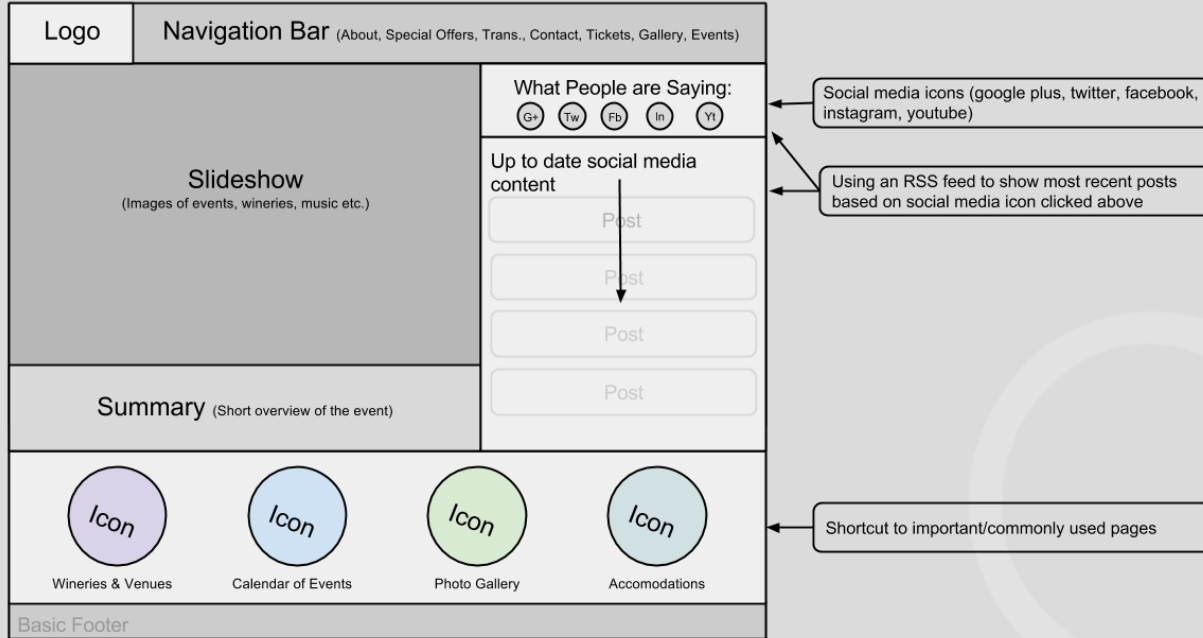 Logo
Navigation Bar (About, Special Offers, Trans., Contact, Tickets, Gallery, Events)
Slideshow
(Images of events, wineries, music etc.)
What People are Saying:
G+ Tw Fb In Yt
Up to date social media
content
Post
Post
Post
Post
Summary (Short overview of the event)
Icon Icon Icon Icon
Wineries & Venues Calendar of Events Photo Gallery Accomodations
Basic Footer
Social media icons (google plus, twitter, facebook,
instagram, youtube)
Using an RSS feed to show most recent posts
based on social media icon clicked above
Shortcut to important/commonly used pages